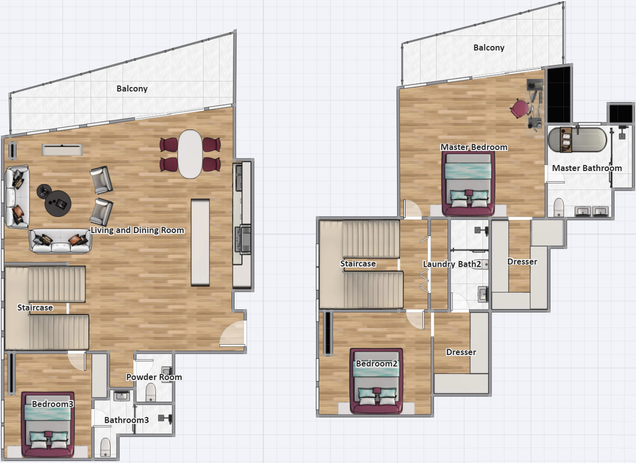 Balcony
Living and Dining Room
Staircase
Powder Room
Bedroom3
Bathroom3
Balcony
Master Bedroom
Master Bathroom
Staircase
Laundry
Bath2
Dresser
Bedroom2
Dresser